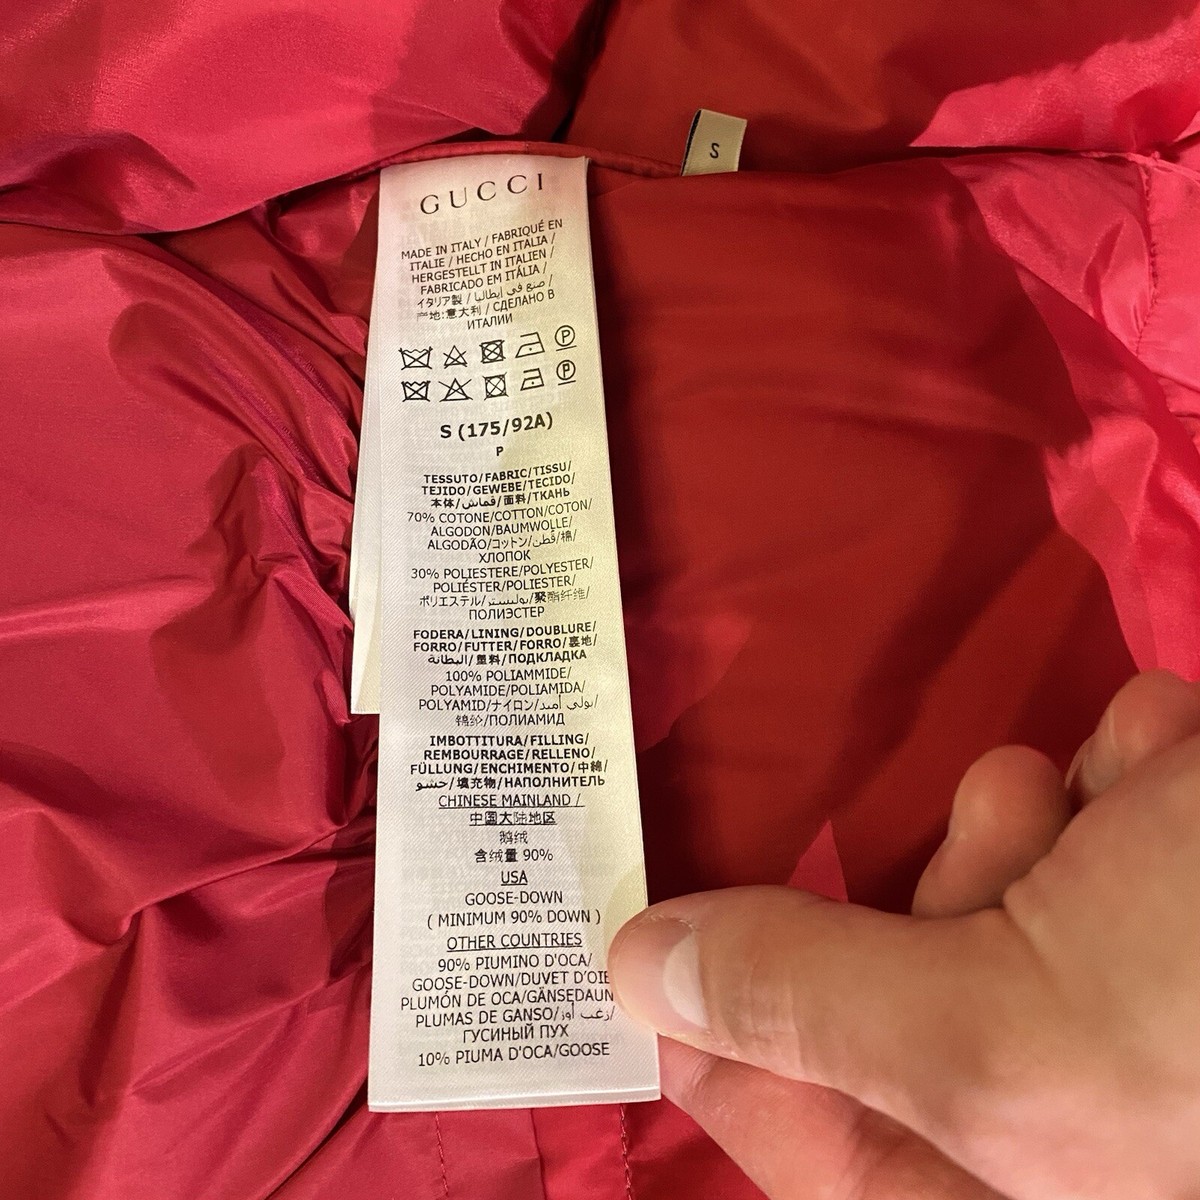 S
GUCCI
MADE IN ITALY / FABRIQUÉ EN
ITALIE / HECHO EN ITALIA /
HERGESTELLT IN ITALIEN /
FABRICADO EM ITÁLIA /
イタリア製 / صنع في إيطاليا /
产地:意大利 / СДЕЛАНО В
ИТАЛИИ
P
P
S (175/92A)
P
TESSUTO/FABRIC/TISSU/
TEJIDO/GEWEBE/TECIDO/
本体/قماش/面料/ТКАНЬ
70% COTONE/COTTON/COTON/
ALGODON/BAUMWOLLE/
ALGODÃO/コットン/قطن/棉/
ХЛОПОК
30% POLIESTERE/POLYESTER/
POLIÉSTER/POLIESTER/
ポリエステル/بوليستر/聚酯纤维/
ПОЛИЭСТЕР
FODERA/LINING/DOUBLURE/
FORRO/FUTTER/FORRO/裏地/
البطانة/里料/ПОДКЛАДКА
100% POLIAMMIDE/
POLYAMIDE/POLIAMIDA/
POLYAMID/ナイロン/بولي أميد/
锦纶/ПОЛИАМИД
IMBOTTITURA/FILLING/
REMBOURRAGE/RELLENO/
FÜLLUNG/ENCHIMENTO/中綿/
حشو/填充物/НАПОЛНИТЕЛЬ
CHINESE MAINLAND /
中国大陆地区
鹅绒
含绒量 90%
USA
GOOSE-DOWN
( MINIMUM 90% DOWN )
OTHER COUNTRIES
90% PIUMINO D'OCA/
GOOSE-DOWN/DUVET D'OIE
PLUMÓN DE OCA/GÄNSEDAUN
PLUMAS DE GANSO/زغب أوز/
ГУСИНЫЙ ПУХ
10% PIUMA D'OCA/GOOSE